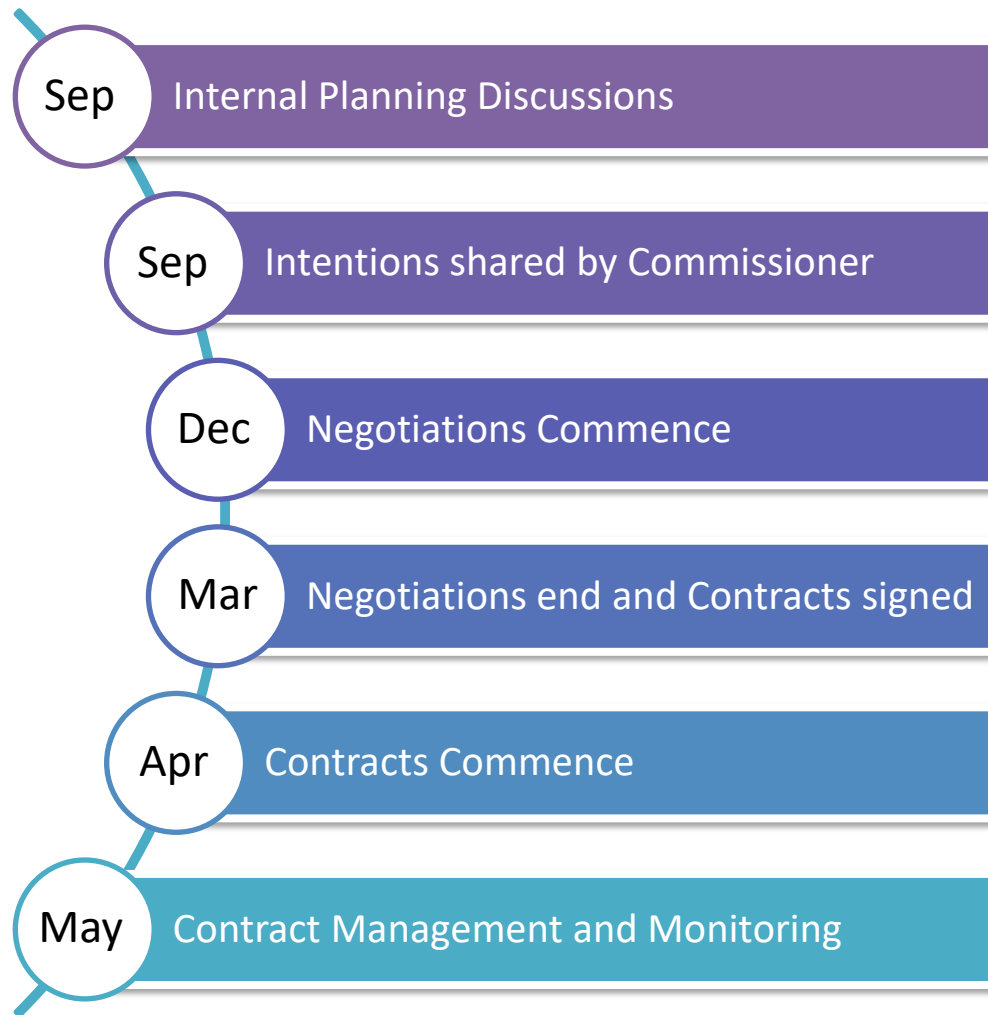 Sep
Internal Planning Discussions
Sep
Intentions shared by Commissioner
Dec
Negotiations Commence
Mar
Negotiations end and Contracts signed
Apr
Contracts Commence
May
Contract Management and Monitoring